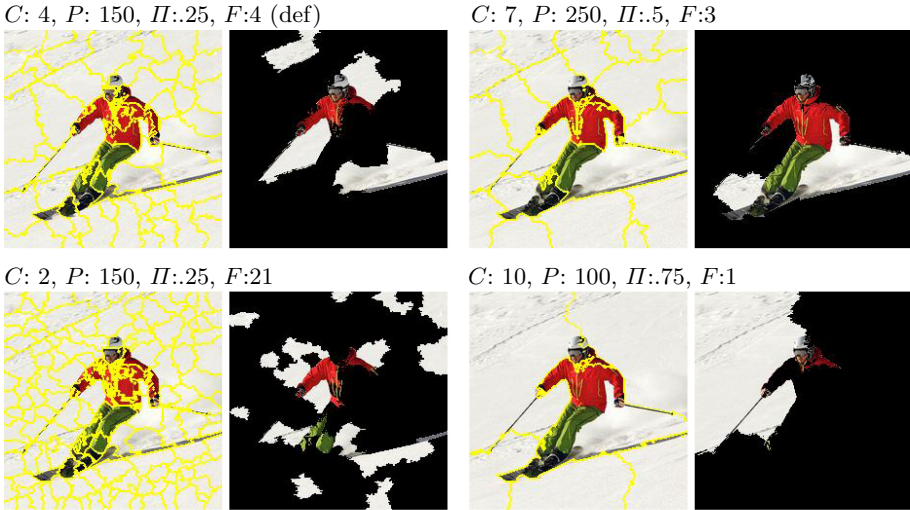 C: 4, P: 150, Π:.25, F:4 (def)
C: 7, P: 250, Π:.5, F:3
C: 2, P: 150, Π:.25, F:21
C: 10, P: 100, Π:.75, F:1